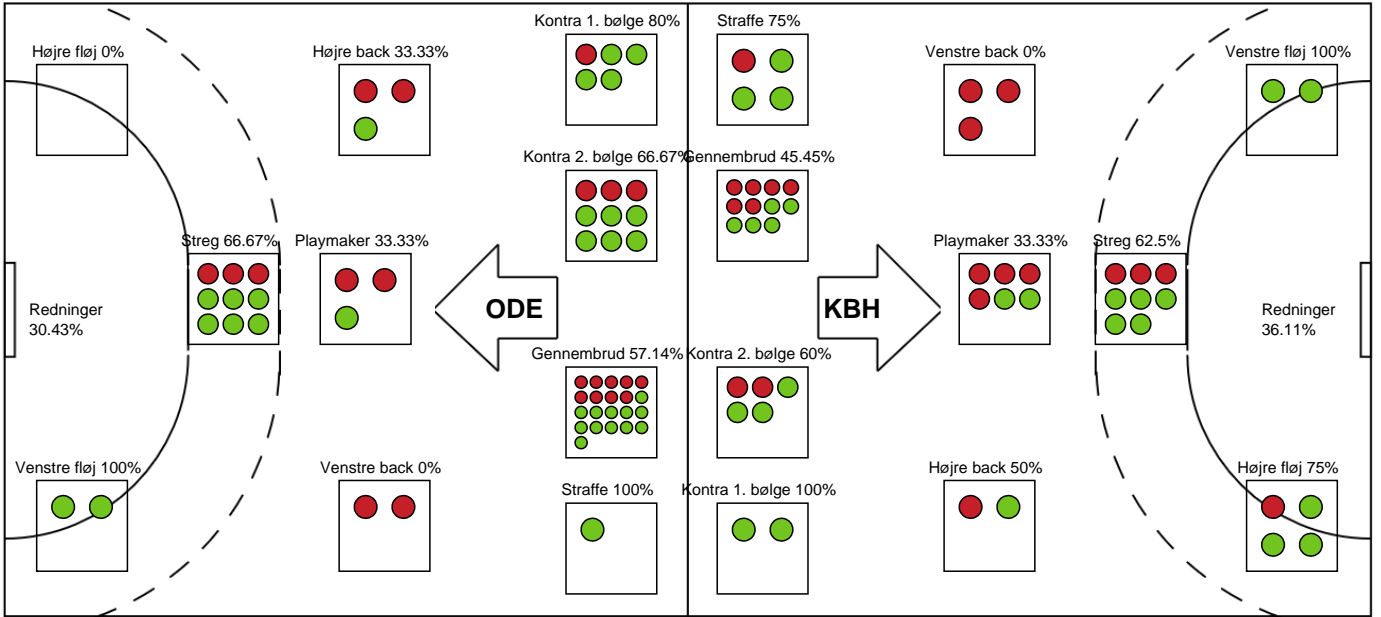 Kontra 1. bølge 80%
Straffe 75%
Højre fløj 0%
Højre back 33.33%
Venstre back 0%
Venstre fløj 100%
Kontra 2. bølge 66.67%
Gennembrud 45.45%
Streg 66.67%
Playmaker 33.33%
Playmaker 33.33%
Streg 62.5%
Redninger
30.43%
ODE
KBH
Redninger
36.11%
Gennembrud 57.14%
Kontra 2. bølge 60%
Venstre fløj 100%
Venstre back 0%
Højre back 50%
Højre fløj 75%
Straffe 100%
Kontra 1. bølge 100%